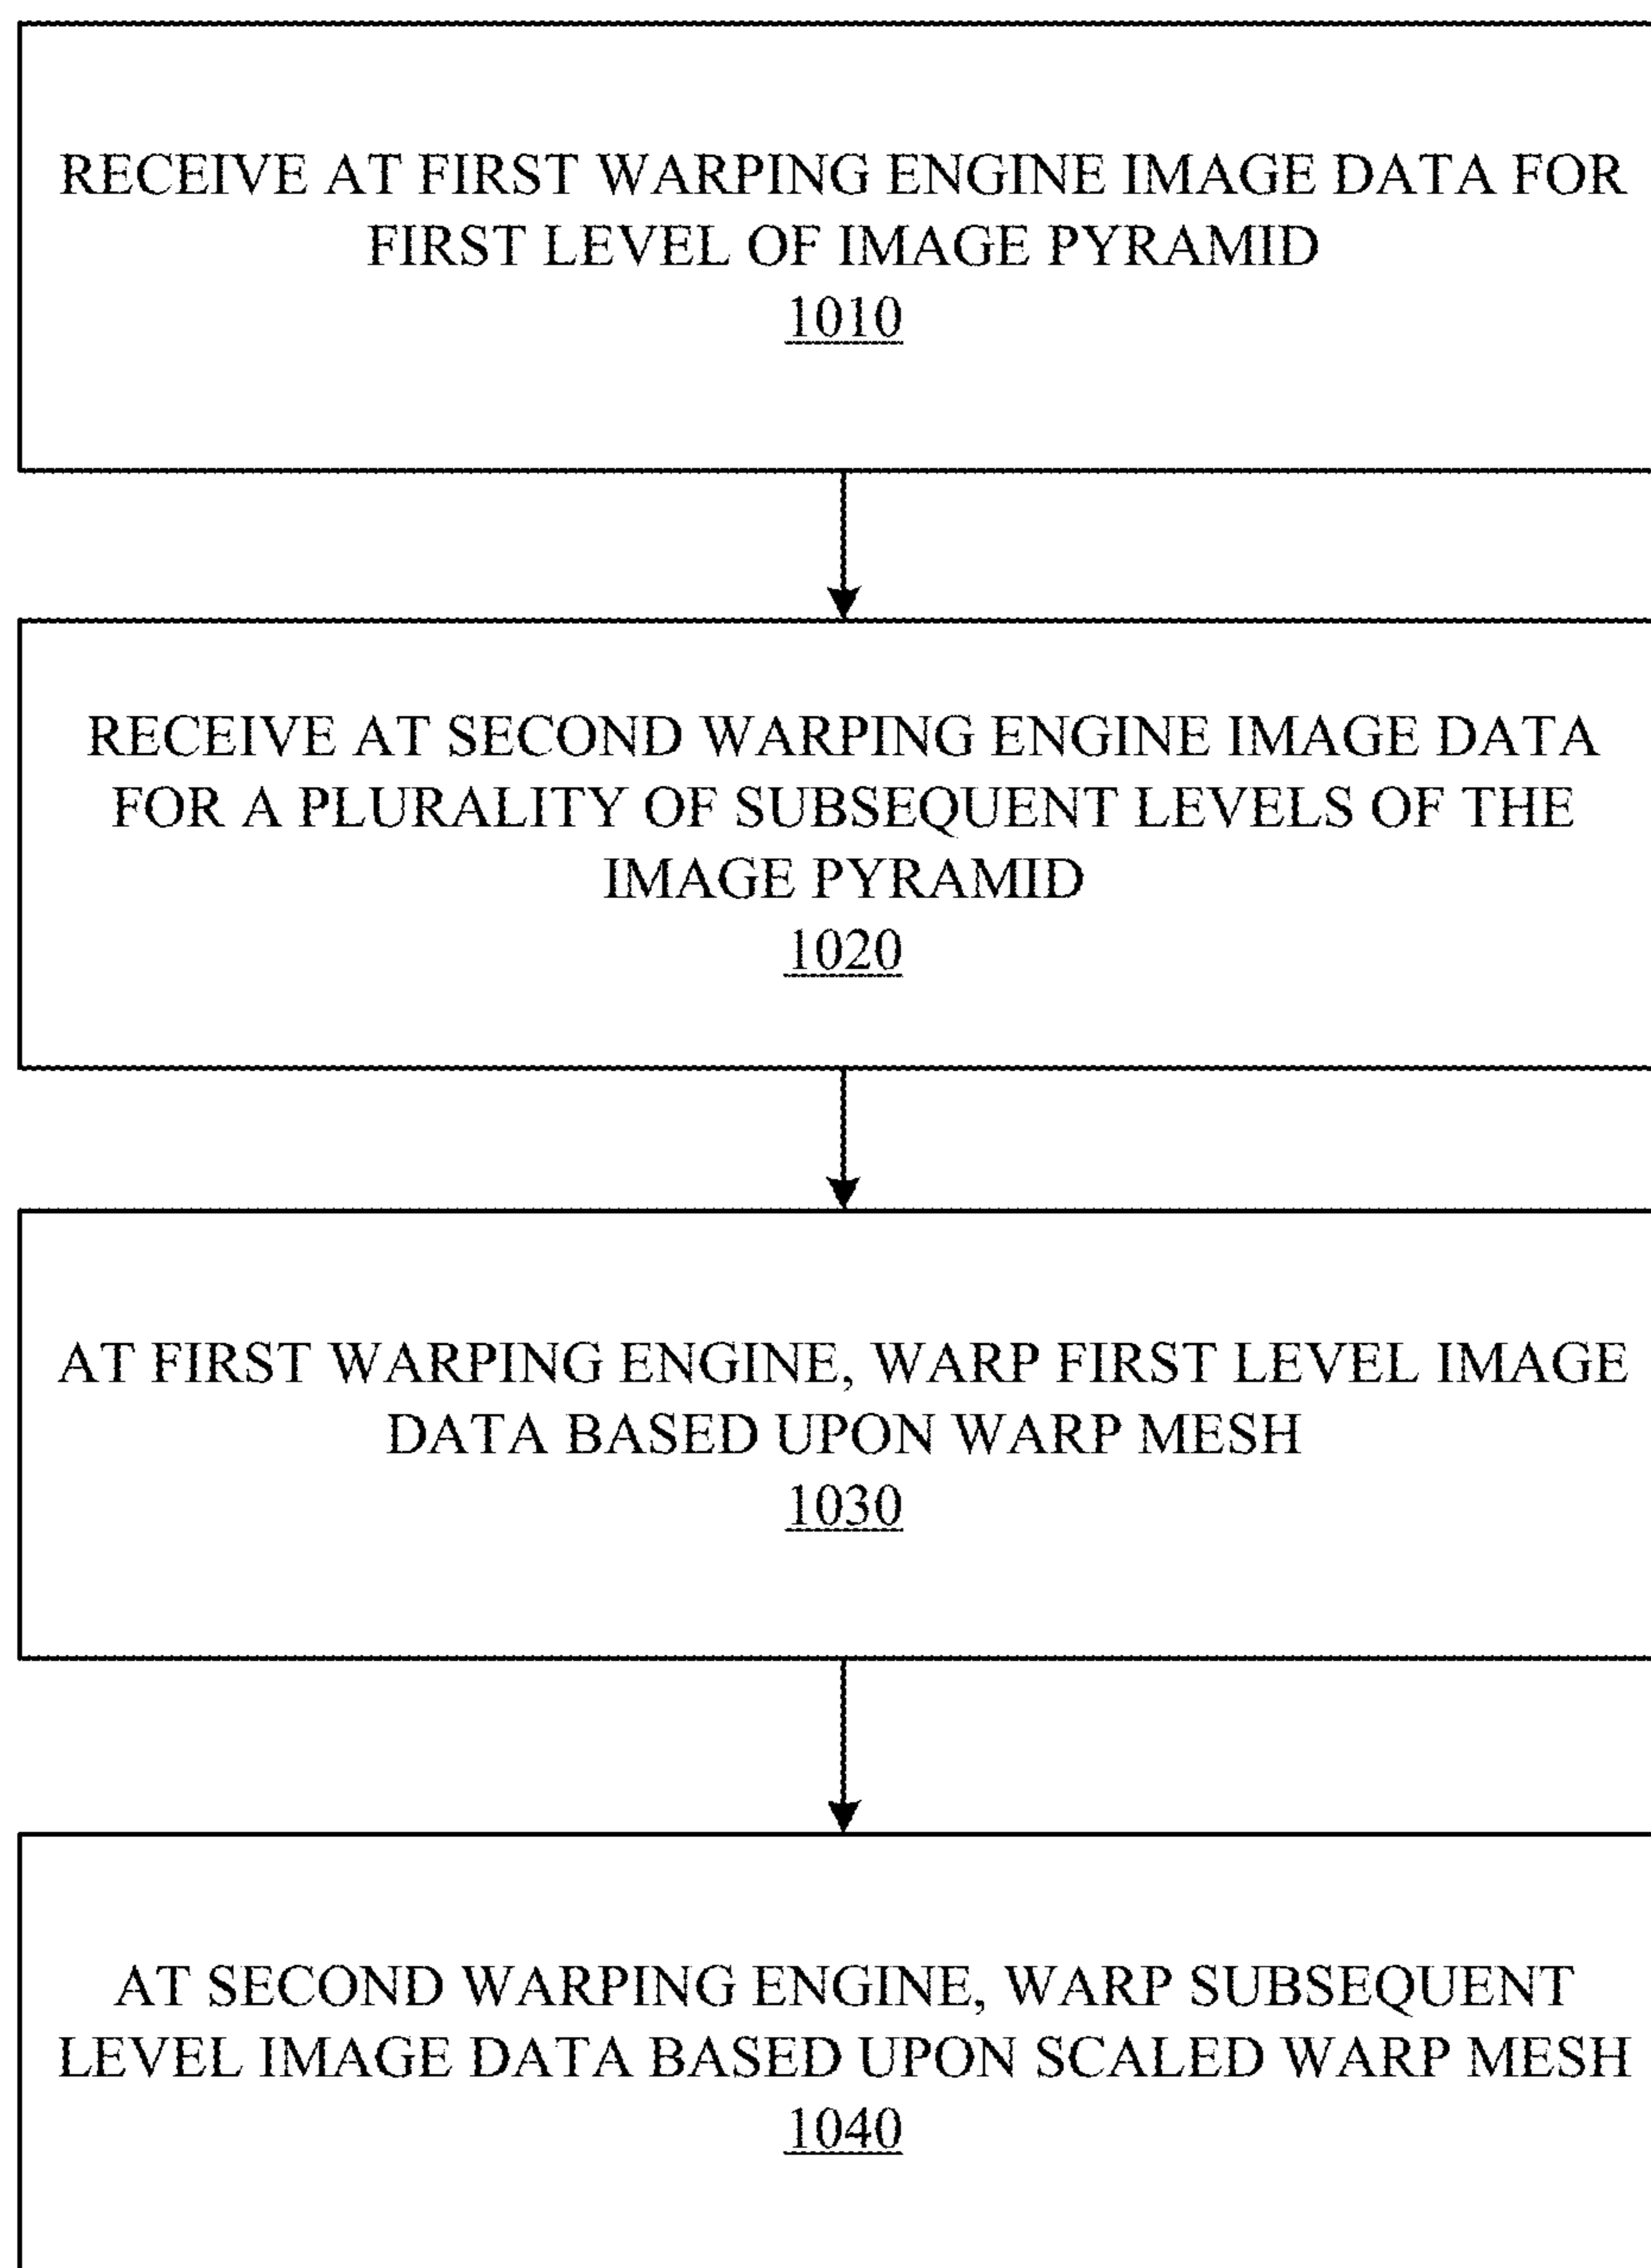 RECEIVE AT FIRST WARPING ENGINE IMAGE DATA FOR
FIRST LEVEL OF IMAGE PYRAMID
1010
RECEIVE AT SECOND WARPING ENGINE IMAGE DATA
FOR A PLURALITY OF SUBSEQUENT LEVELS OF THE
IMAGE PYRAMID
1020
AT FIRST WARPING ENGINE, WARP FIRST LEVEL IMAGE
DATA BASED UPON WARP MESH
1030
AT SECOND WARPING ENGINE, WARP SUBSEQUENT
LEVEL IMAGE DATA BASED UPON SCALED WARP MESH
1040